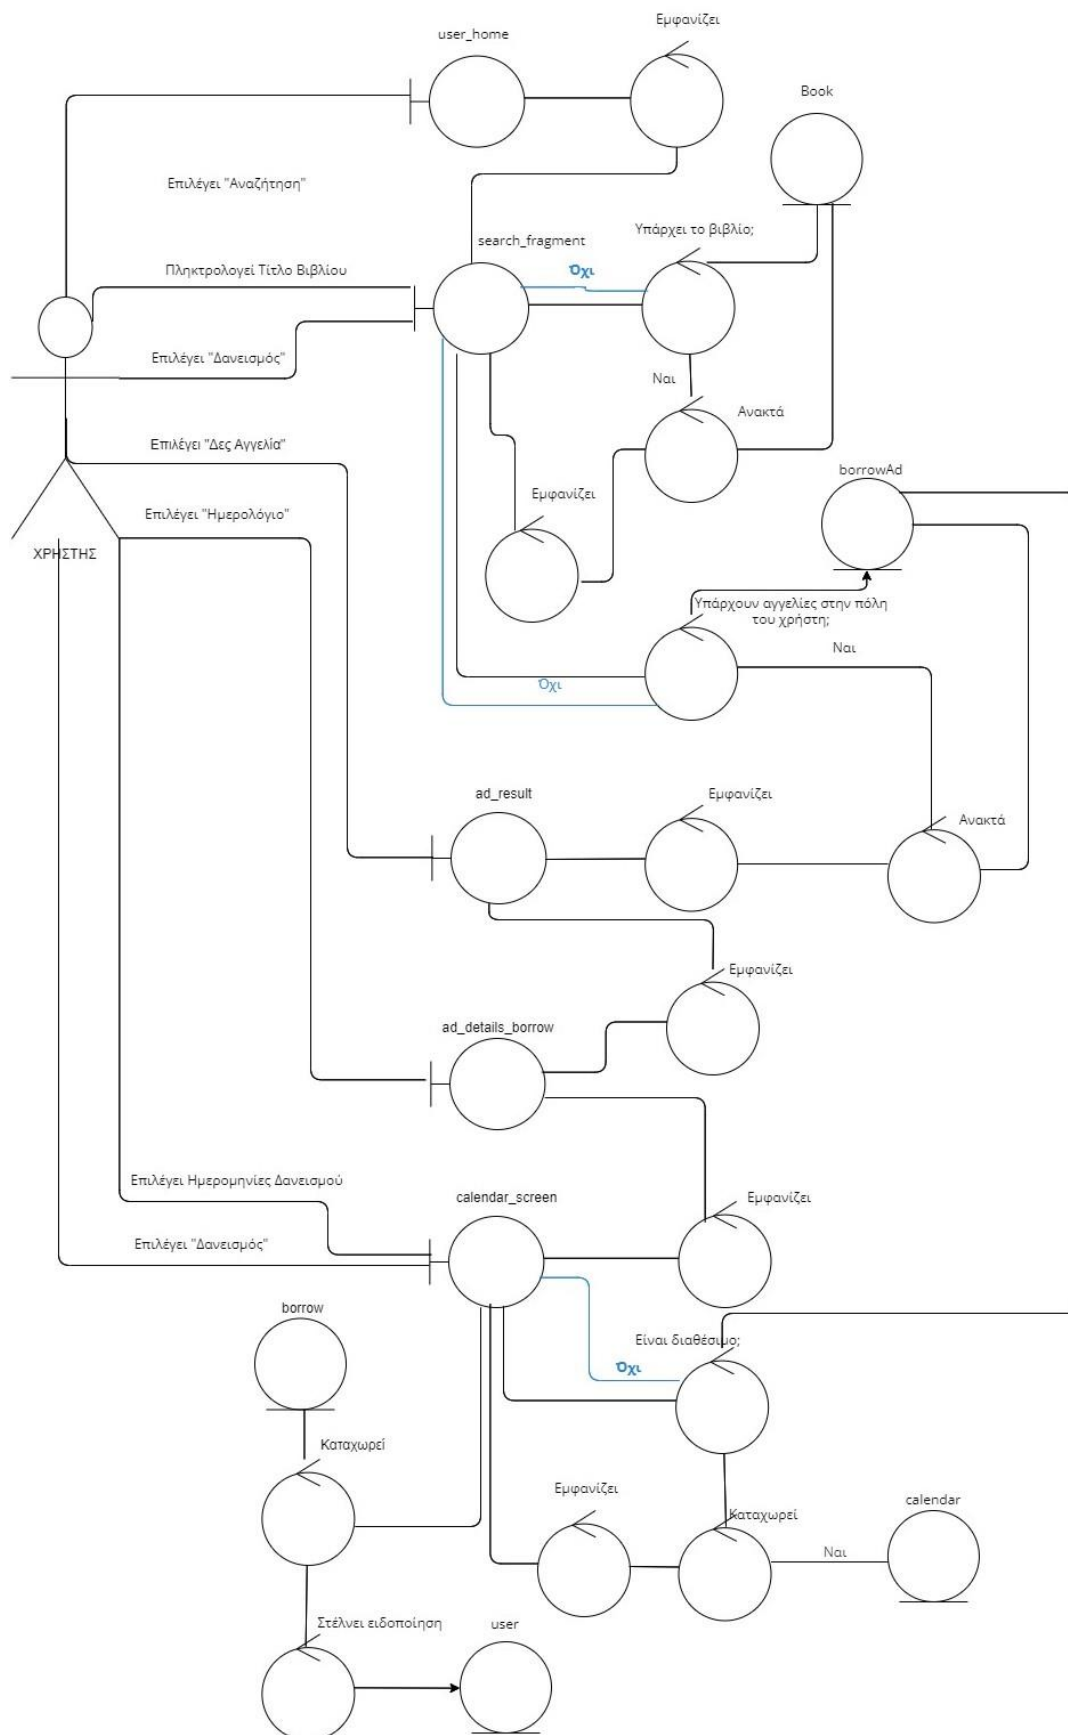 Εμφανίζει
user_home
Book
Επιλέγει "Αναζήτηση"
Υπάρχει το βιβλίο;
search_fragment
Πληκτρολογεί Τίτλο Βιβλίου
Όχι
Επιλέγει "Δανεισμός"
Ναι
Ανακτά
Επιλέγει "Δες Αγγελία"
borrowAd
Εμφανίζει
Επιλέγει "Ημερολόγιο"
ΧΡΗΣΤΗΣ
Υπάρχουν αγγελίες στην πόλη
του χρήστη;
Ναι
Όχι
ad_result
Εμφανίζει
Ανακτά
Εμφανίζει
ad_details_borrow
Επιλέγει Ημερομηνίες Δανεισμού
calendar_screen
Εμφανίζει
Επιλέγει "Δανεισμός"
borrow
Είναι διαθέσιμο;
Όχι
Καταχωρεί
Εμφανίζει
Καταχωρεί
calendar
Ναι
Στέλνει ειδοποίηση
user